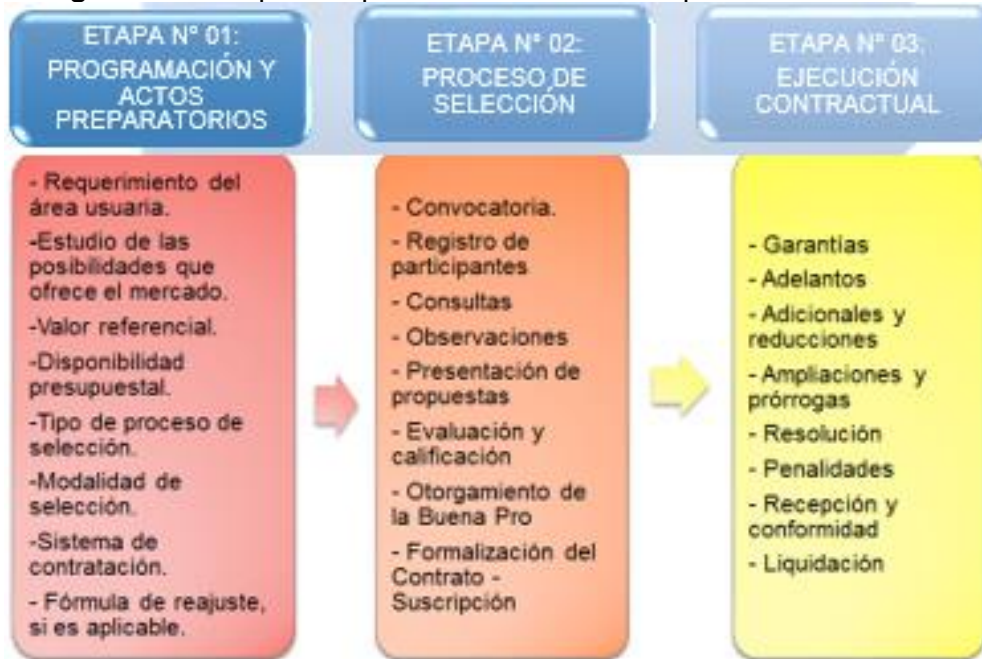 ETAPA N° 01:
PROGRAMACIÓN Y
ACTOS
PREPARATORIOS
- Requerimiento del
área usuaria.
-Estudio de las
posibilidades que
ofrece el mercado.
-Valor referencial.
-Disponibilidad
presupuestal.
-Tipo de proceso de
selección.
-Modalidad de
selección.
-Sistema de
contratación.
- Fórmula de reajuste,
si es aplicable.
ETAPA N° 02:
PROCESO DE
SELECCIÓN
- Convocatoria.
- Registro de
participantes
- Consultas
- Observaciones
- Presentación de
propuestas
- Evaluación y
calificación
- Otorgamiento de
la Buena Pro
- Formalización del
Contrato -
Suscripción
ETAPA N° 03:
EJECUCIÓN
CONTRACTUAL
- Garantías
- Adelantos
- Adicionales y
reducciones
- Ampliaciones y
prórrogas
- Resolución
- Penalidades
- Recepción y
conformidad
- Liquidación